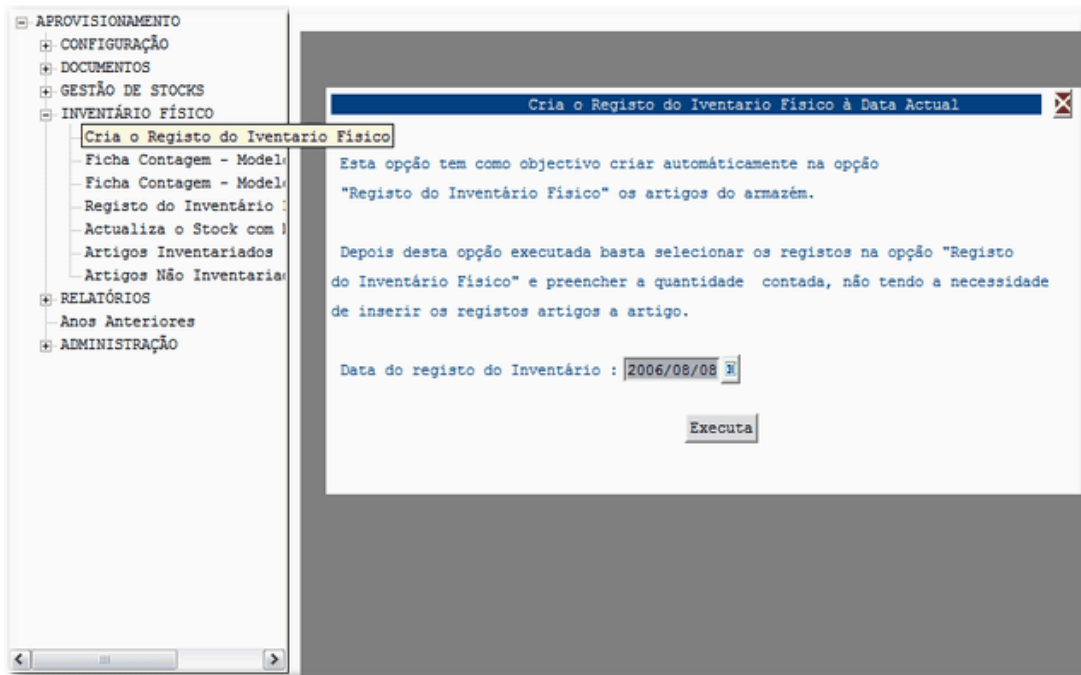 APROVISIONAMENTO
CONFIGURAÇÃO
DOCUMENTOS
GESTÃO DE STOCKS
INVENTÁRIO FÍSICO
Cria o Registo do Iventario Físico
Ficha Contagem - Modelo
Ficha Contagem - Modelo
Registo do Inventário
Actualiza o Stock com
Artigos Inventariados
Artigos Não Inventaria
RELATÓRIOS
Anos Anteriores
ADMINISTRAÇÃO
Cria o Registo do Iventario Físico à Data Actual
Esta opção tem como objectivo criar automáticamente na opção
"Registo do Inventário Físico" os artigos do armazém.
Depois desta opção executada basta selecionar os registos na opção "Registo
do Inventário Físico" e preencher a quantidade contada, não tendo a necessidade
de inserir os registos artigos a artigo.
Data do registo do Inventário : 2006/08/08
Executa